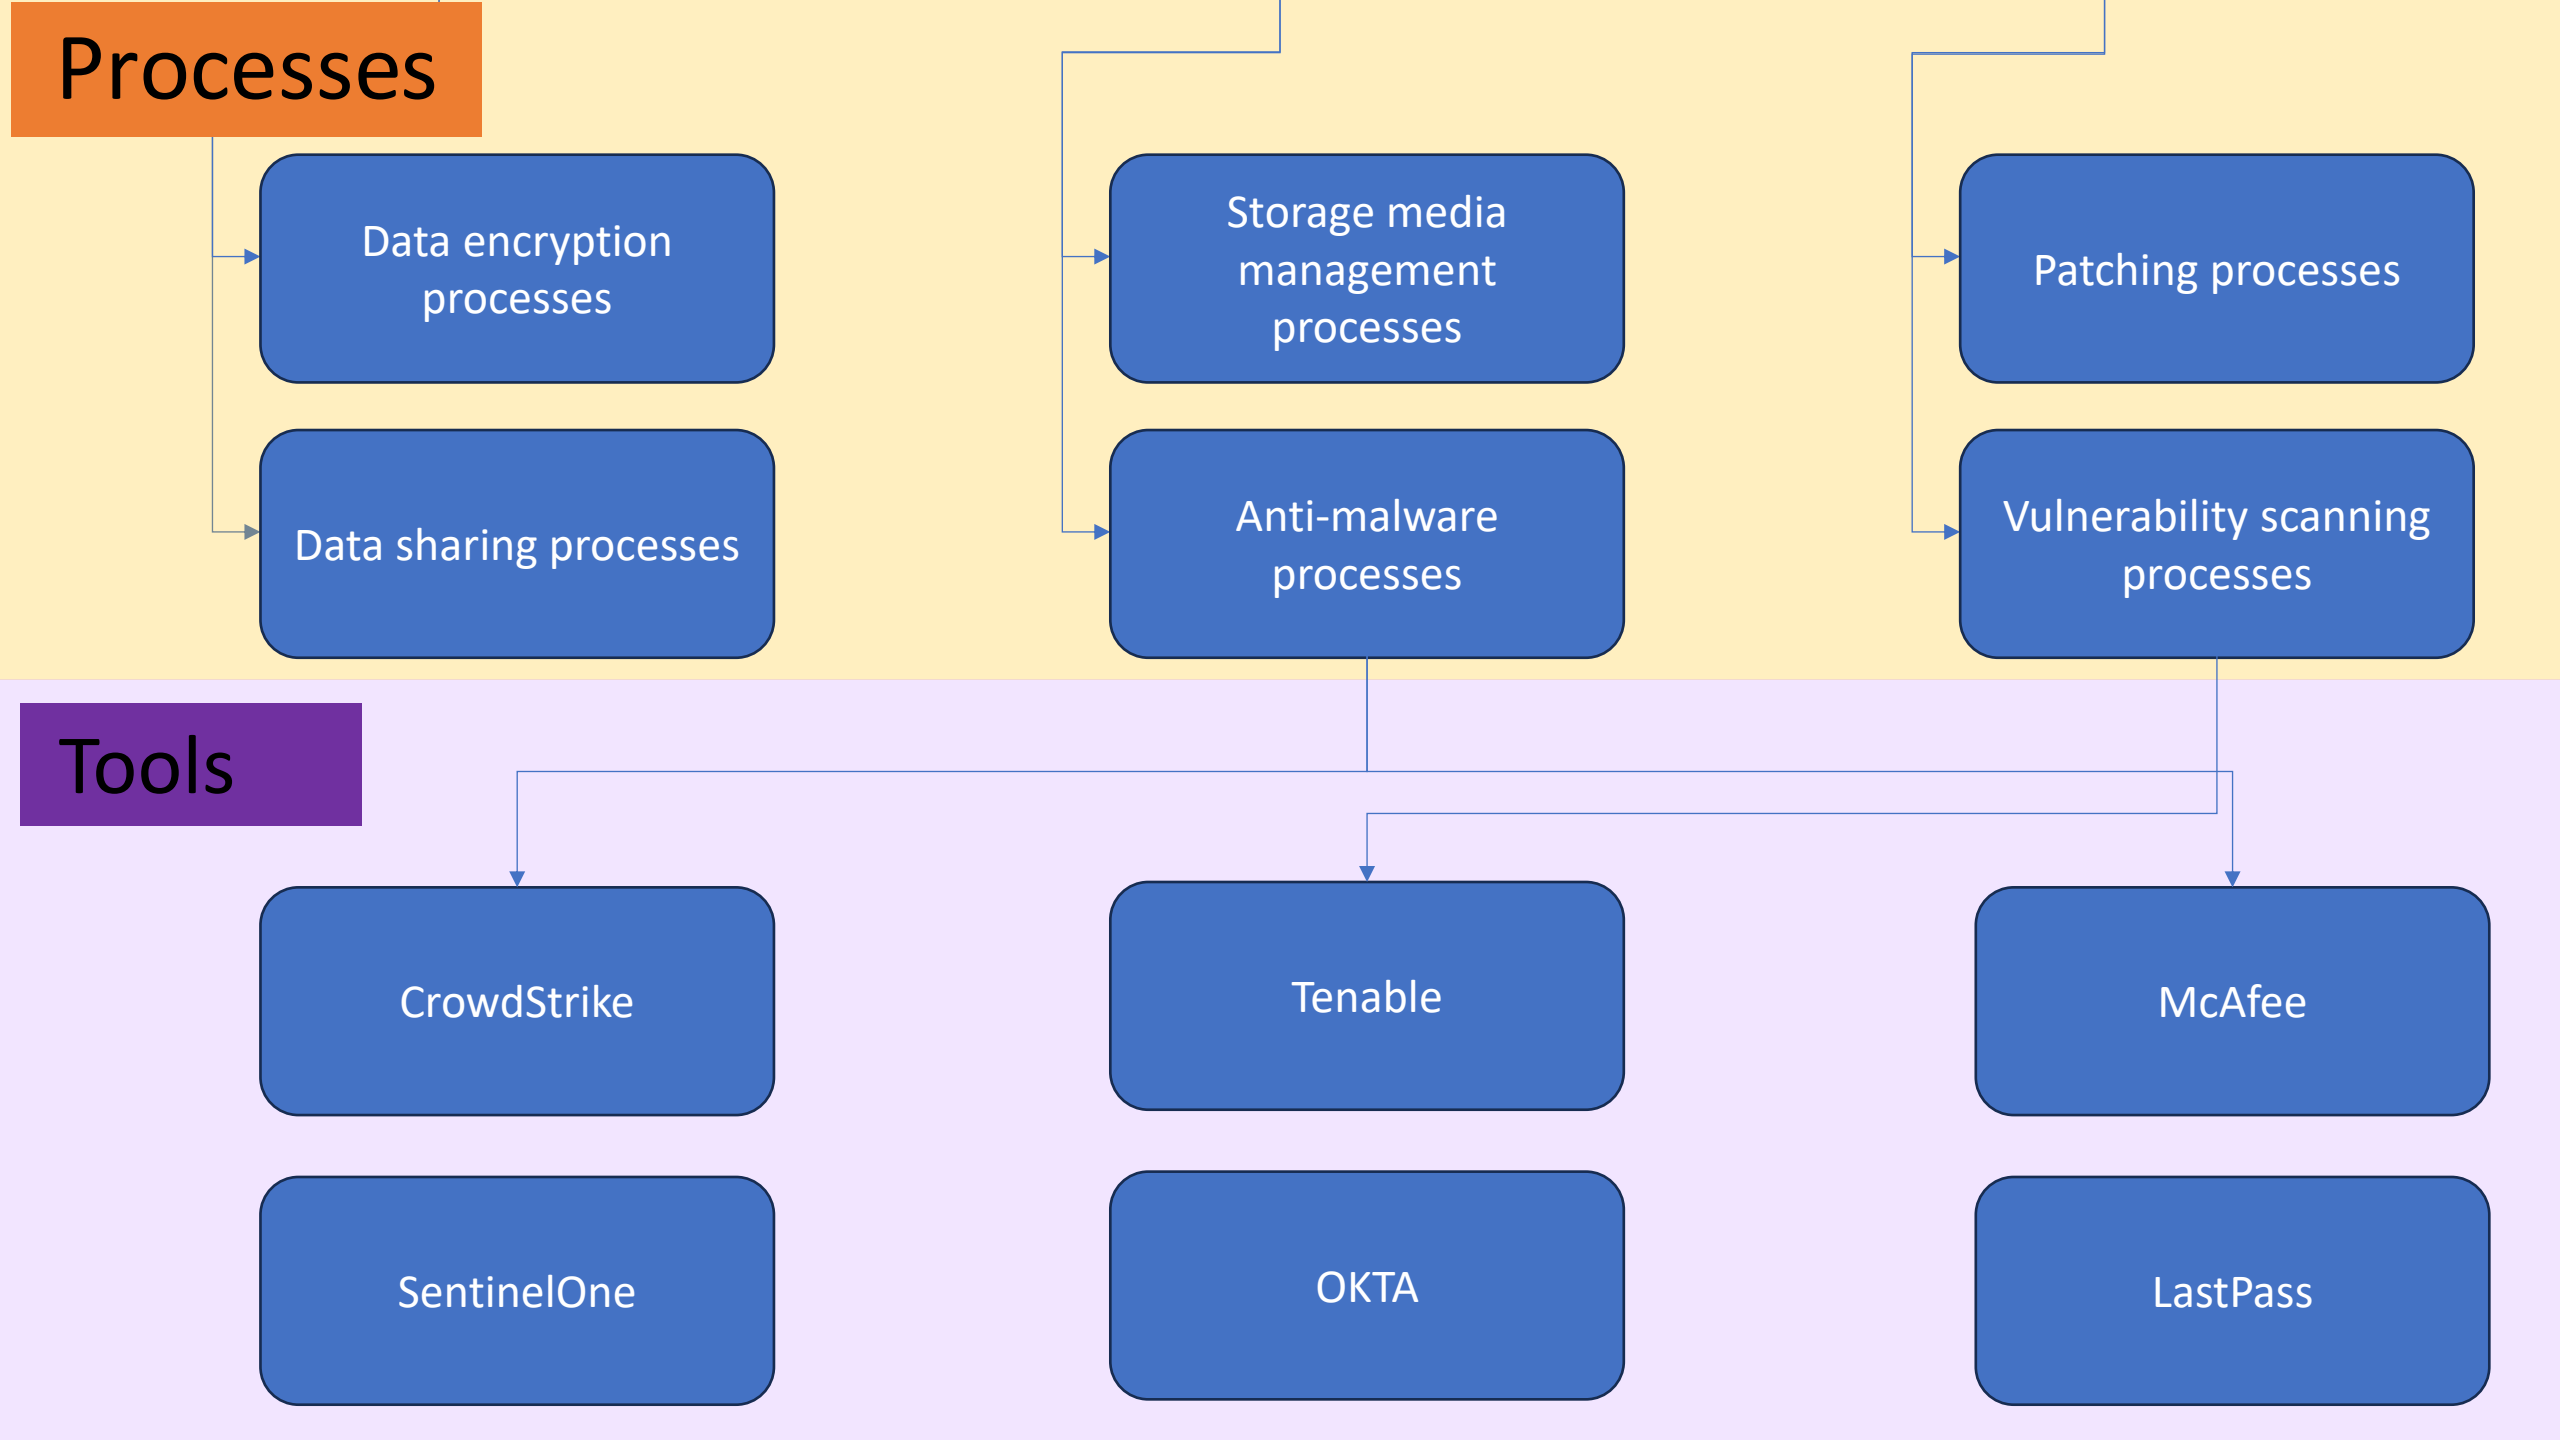 Processes
Data encryption
processes
Storage media
management
processes
Patching processes
Data sharing processes
Anti-malware
processes
Vulnerability scanning
processes
Tools
CrowdStrike
Tenable
McAfee
SentinelOne
OKTA
LastPass